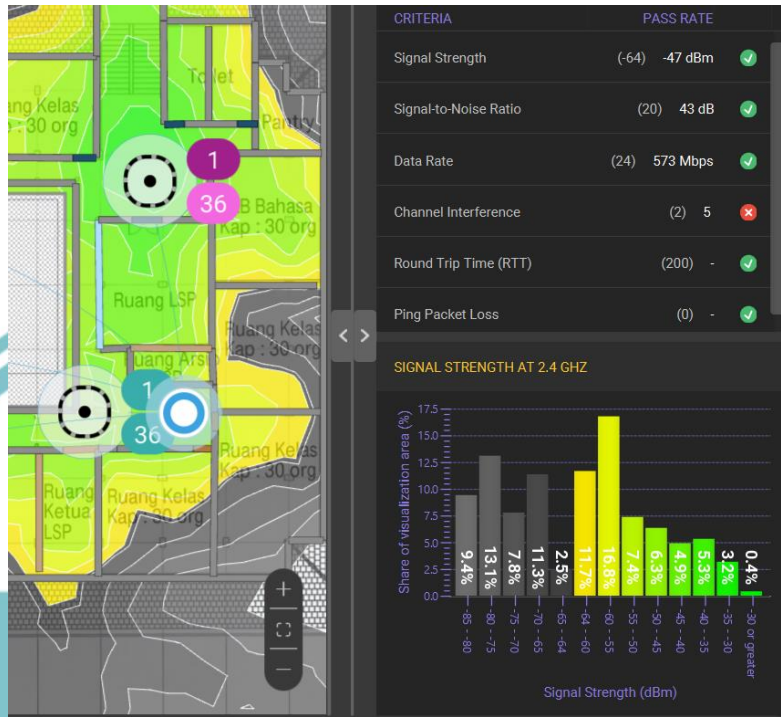 Toilet
ang Kelas
: 30 org
Pantry
1
36
B Bahasa
Kap : 30 org
Ruang LSP
Ruang Kelas
Kap : 30 org
uang Arsi
1
36
Ruang Kelas
Kap : 30 org
Ruang
Ketua
LSP
Ruang Kelas
Kap : 30 org
+
−
< >
CRITERIA PASS RATE
Signal Strength (-64) -47 dBm
Signal-to-Noise Ratio (20) 43 dB
Data Rate (24) 573 Mbps
Channel Interference (2) 5
Round Trip Time (RTT) (200) -
Ping Packet Loss (0) -
SIGNAL STRENGTH AT 2.4 GHZ
Share of visualization area (%)
17.5
15.0
12.5
10.0
7.5
5.0
2.5
0.0
9.4%
13.1%
7.8%
11.3%
2.5%
11.7%
16.8%
7.4%
6.3%
4.9%
5.3%
3.2%
0.4%
-85 - -80
-80 - -75
-75 - -70
-70 - -65
-65 - -64
-64 - -60
-60 - -55
-55 - -50
-50 - -45
-45 - -40
-40 - -35
-35 - -30
-30 or greater
Signal Strength (dBm)